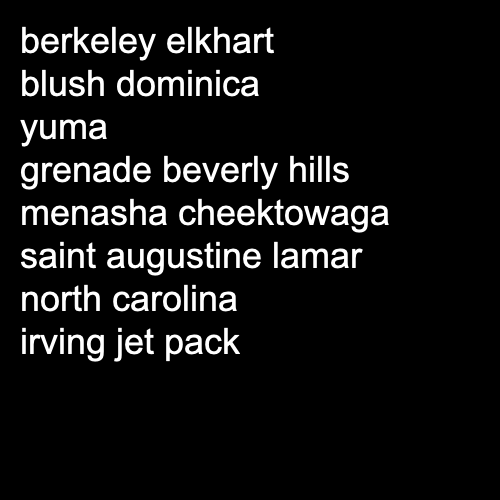 berkeley elkhart
blush dominica
yuma
grenade beverly hills
menasha cheektowaga
saint augustine lamar
north carolina
irving jet pack